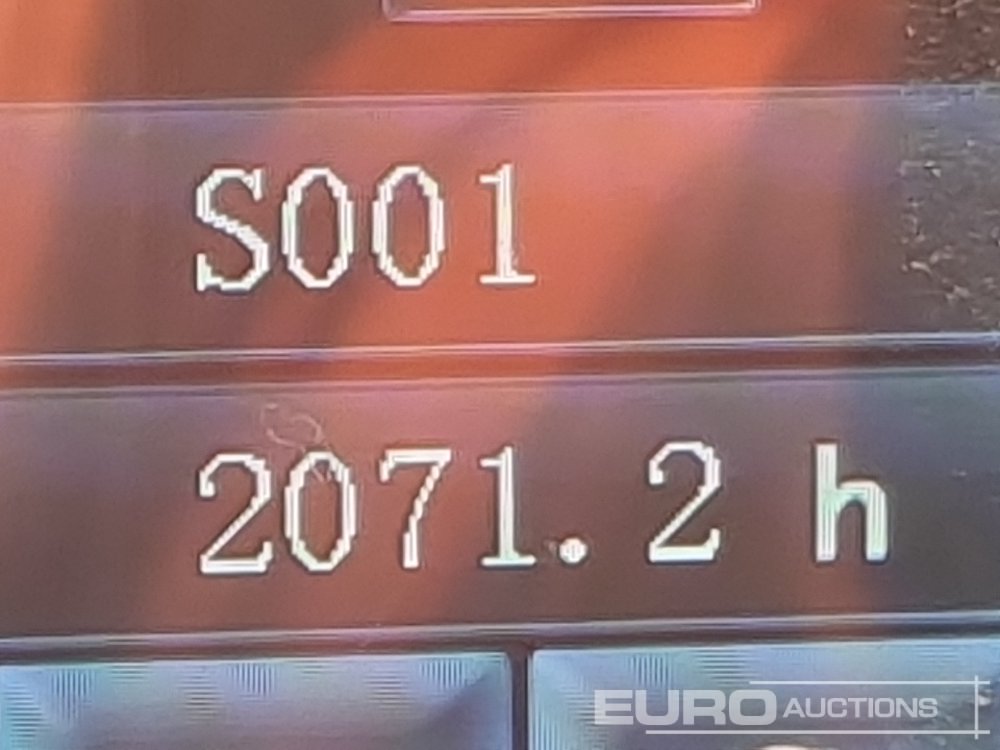 S001
2071.2 h
EURO AUCTIONS